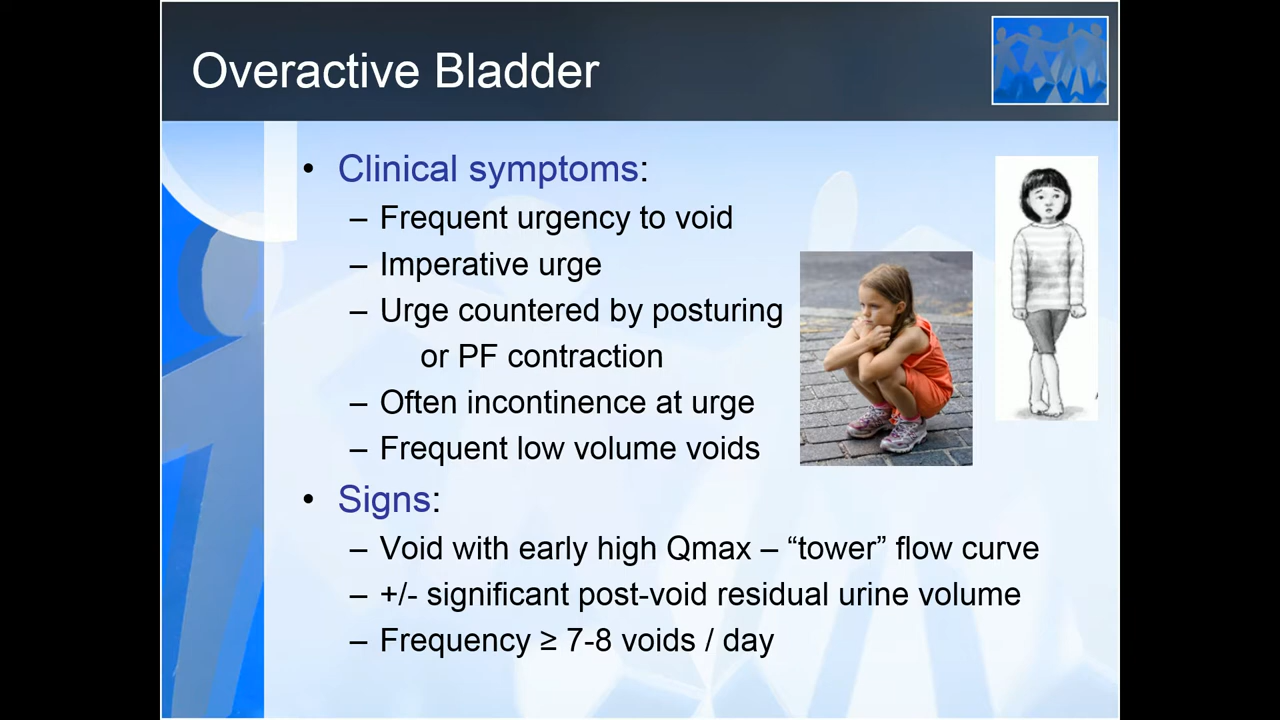 Overactive Bladder
• Clinical symptoms:
– Frequent urgency to void
– Imperative urge
– Urge countered by posturing
or PF contraction
– Often incontinence at urge
– Frequent low volume voids
• Signs:
– Void with early high Qmax – “tower” flow curve
– +/- significant post-void residual urine volume
– Frequency ≥ 7-8 voids / day